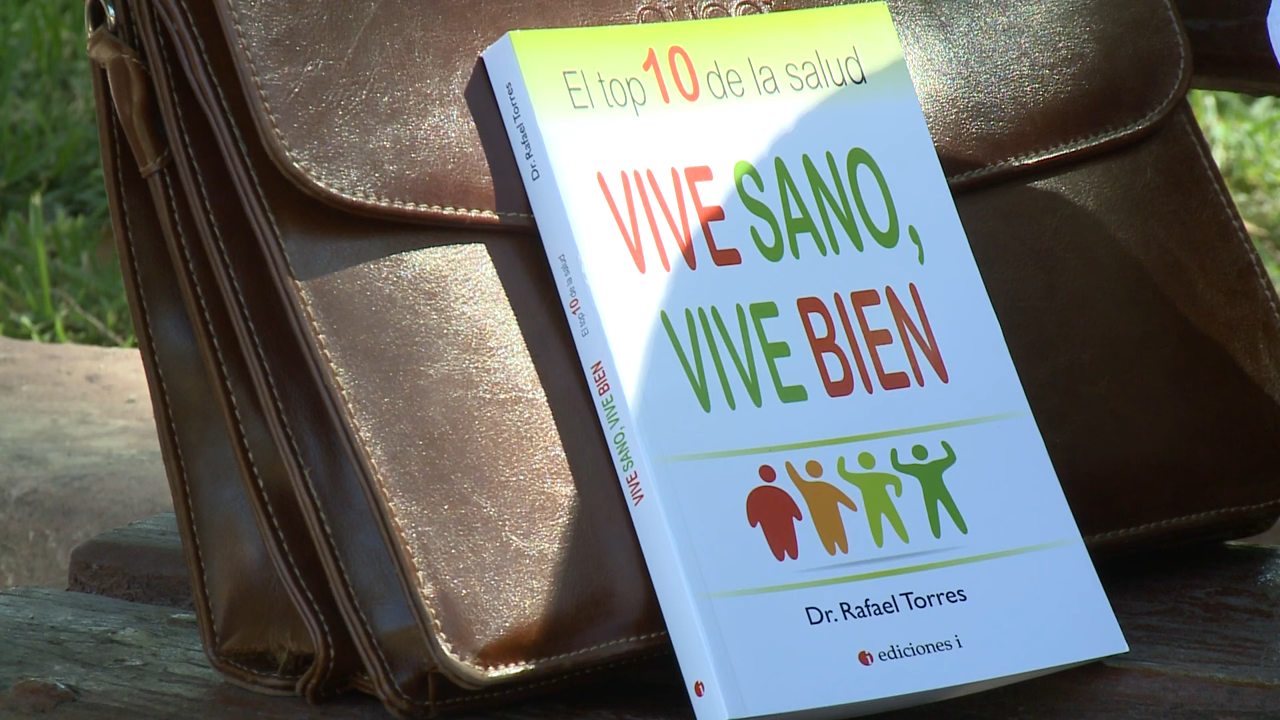 El top 10 de la salud
VIVE SANO,
VIVE BIEN
Dr. Rafael Torres
ediciones i
Dr. Rafael Torres
El top 10 de la salud
VIVE SANO, VIVE BIEN